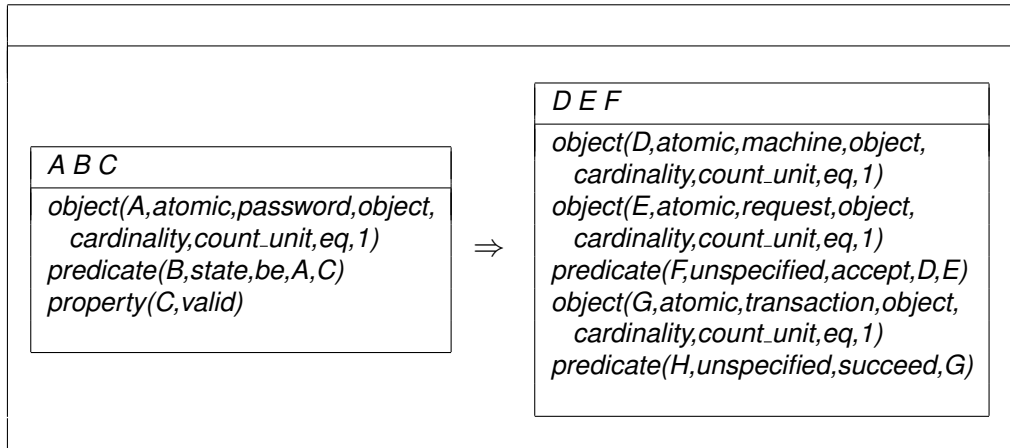 A B C
object(A,atomic,password,object,
cardinality,count_unit,eq,1)
predicate(B,state,be,A,C)
property(C,valid)
⇒
D E F
object(D,atomic,machine,object,
cardinality,count_unit,eq,1)
object(E,atomic,request,object,
cardinality,count_unit,eq,1)
predicate(F,unspecified,accept,D,E)
object(G,atomic,transaction,object,
cardinality,count_unit,eq,1)
predicate(H,unspecified,succeed,G)